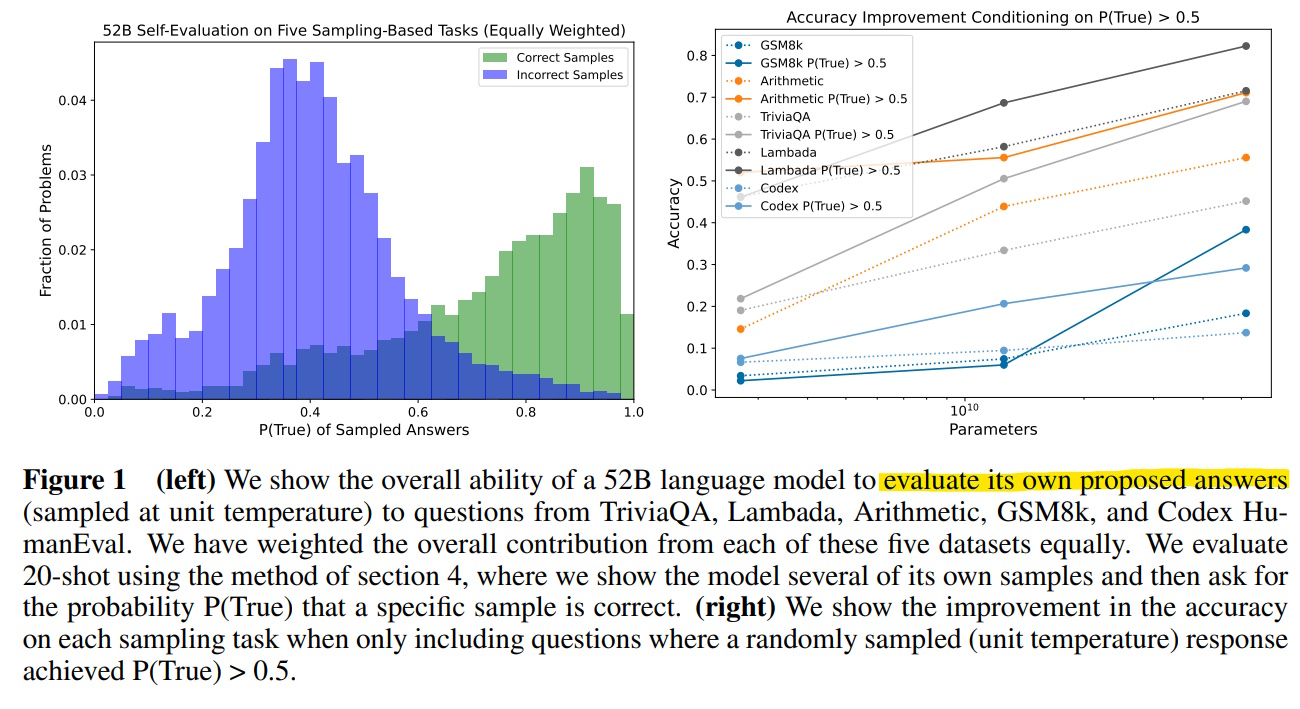 52B Self-Evaluation on Five Sampling-Based Tasks (Equally Weighted)
Correct Samples
Incorrect Samples
Fraction of Problems
0.04
0.03
0.02
0.01
0.00
0.0 0.2 0.4 0.6 0.8 1.0
P(True) of Sampled Answers
Accuracy Improvement Conditioning on P(True) > 0.5
GSM8k
GSM8k P(True) > 0.5
Arithmetic
Arithmetic P(True) > 0.5
TriviaQA
TriviaQA P(True) > 0.5
Lambada
Lambada P(True) > 0.5
Codex
Codex P(True) > 0.5
Accuracy
0.8
0.7
0.6
0.5
0.4
0.3
0.2
0.1
0.0
10¹⁰
Parameters
Figure 1 (left) We show the overall ability of a 52B language model to evaluate its own proposed answers
(sampled at unit temperature) to questions from TriviaQA, Lambada, Arithmetic, GSM8k, and Codex Hu-
manEval. We have weighted the overall contribution from each of these five datasets equally. We evaluate
20-shot using the method of section 4, where we show the model several of its own samples and then ask for
the probability P(True) that a specific sample is correct. (right) We show the improvement in the accuracy
on each sampling task when only including questions where a randomly sampled (unit temperature) response
achieved P(True) > 0.5.